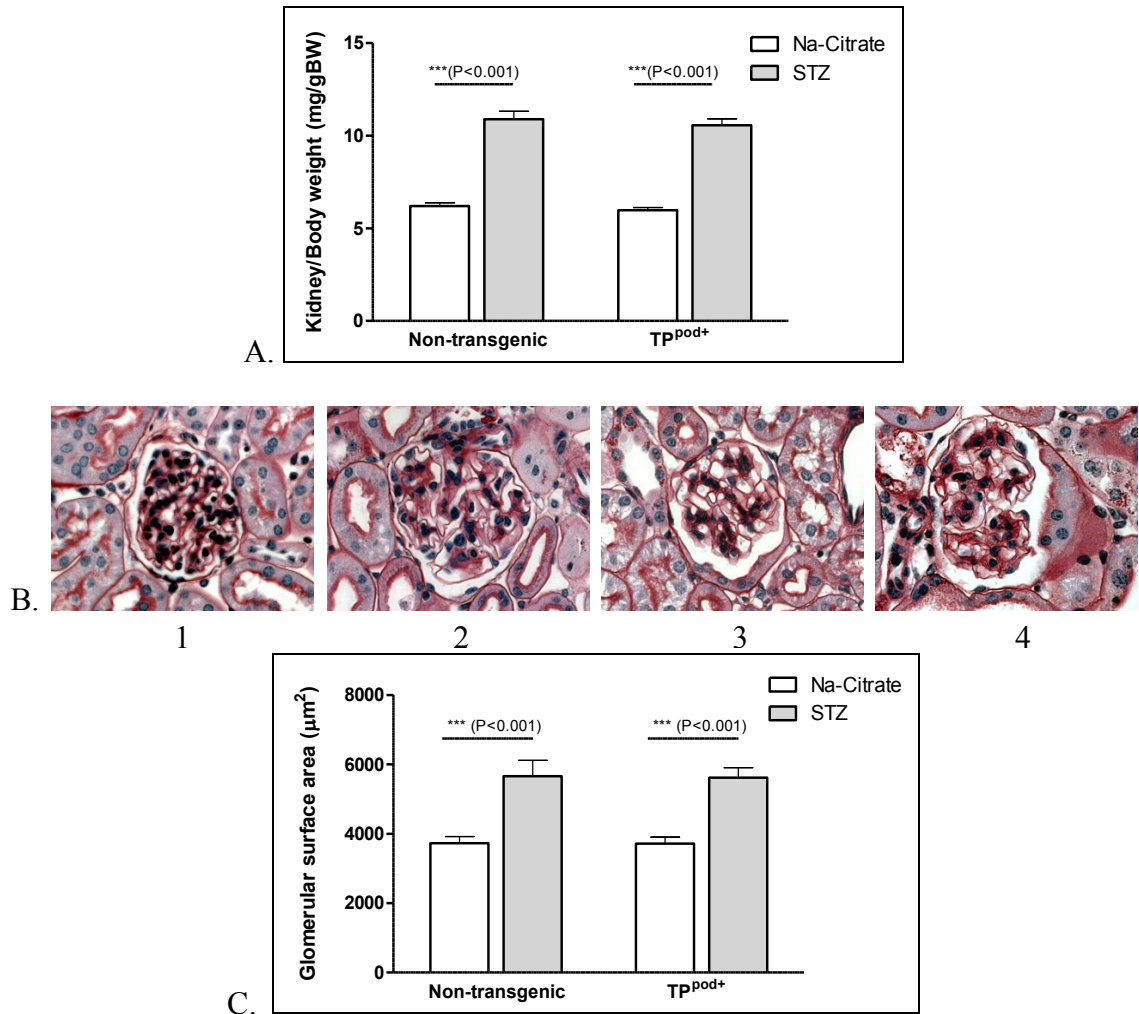 15
10
5
0
Kidney/Body weight (mg/gBW)
***(P<0.001)
***(P<0.001)
Na-Citrate
STZ
Non-transgenic
TPpod+
A.
B.
1 2 3 4
8000
6000
4000
2000
0
Glomerular surface area (µm²)
*** (P<0.001)
*** (P<0.001)
Na-Citrate
STZ
Non-transgenic
TPpod+
C.